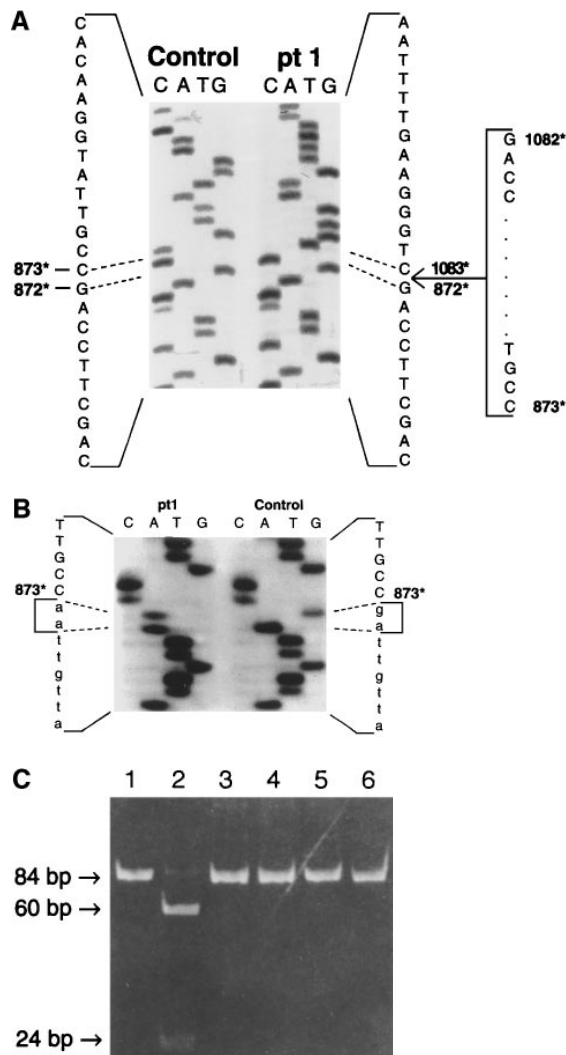 A
Control pt 1
C A T G C A T G
C A C A A G G T A T T G C C G A C C T T C G A C
873*
872*
A A T T T T G A A G G G T C G A C C T T C G A C
1083*
872*
G A C C . . . . . . T G C C
1082*
873*
B
pt1 Control
C A T G C A T G
T T G C C a a t t g t t a
873*
T T G C C g a t t g t t a
873*
C
1 2 3 4 5 6
84 bp →
60 bp →
24 bp →